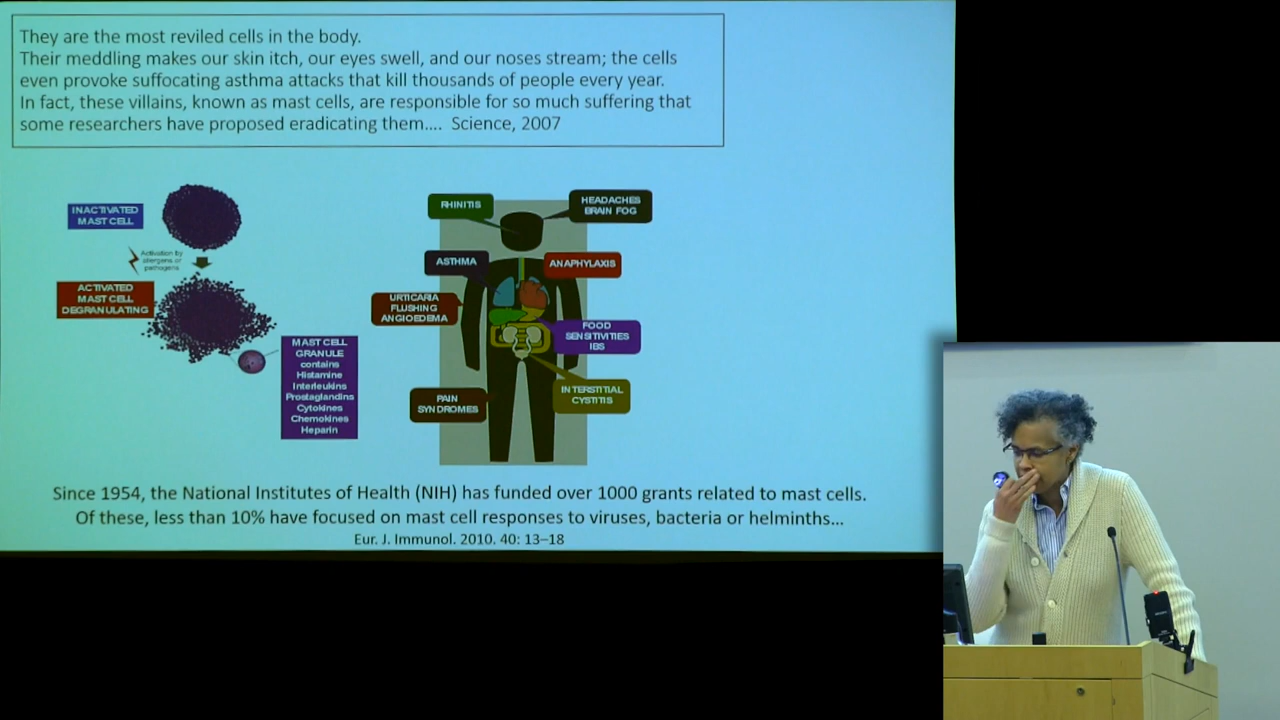 They are the most reviled cells in the body.
Their meddling makes our skin itch, our eyes swell, and our noses stream; the cells
even provoke suffocating asthma attacks that kill thousands of people every year.
In fact, these villains, known as mast cells, are responsible for so much suffering that
some researchers have proposed eradicating them.... Science, 2007
INACTIVATED
MAST CELL
Activation by
allergens or
pathogens
ACTIVATED
MAST CELL
DEGRANULATING
MAST CELL
GRANULE
contains
Histamine
Interleukins
Prostaglandins
Cytokines
Chemokines
Heparin
RHINITIS
HEADACHES
BRAIN FOG
ASTHMA
ANAPHYLAXIS
URTICARIA
FLUSHING
ANGIOEDEMA
FOOD
SENSITIVITIES
IBS
PAIN
SYNDROMES
INTERSTITIAL
CYSTITIS
Since 1954, the National Institutes of Health (NIH) has funded over 1000 grants related to mast cells.
Of these, less than 10% have focused on mast cell responses to viruses, bacteria or helminths...
Eur. J. Immunol. 2010. 40: 13–18